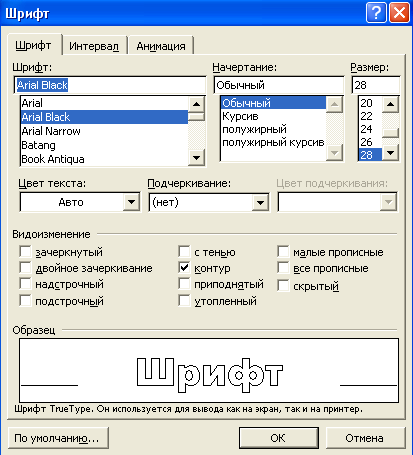 Шрифт
Шрифт Интервал Анимация
Шрифт: Начертание: Размер:
Arial Black Обычный 28
Arial Обычный 20
Arial Black Курсив 22
Arial Narrow полужирный 24
Batang полужирный курсив 26
Book Antiqua 28
Цвет текста: Подчеркивание: Цвет подчеркивания:
Авто (нет)
Видоизменение
зачеркнутый с тенью малые прописные
двойное зачеркивание контур все прописные
надстрочный приподнятый скрытый
подстрочный утопленный
Образец
Шрифт
Шрифт TrueType. Он используется для вывода как на экран, так и на принтер.
По умолчанию... ОК Отмена